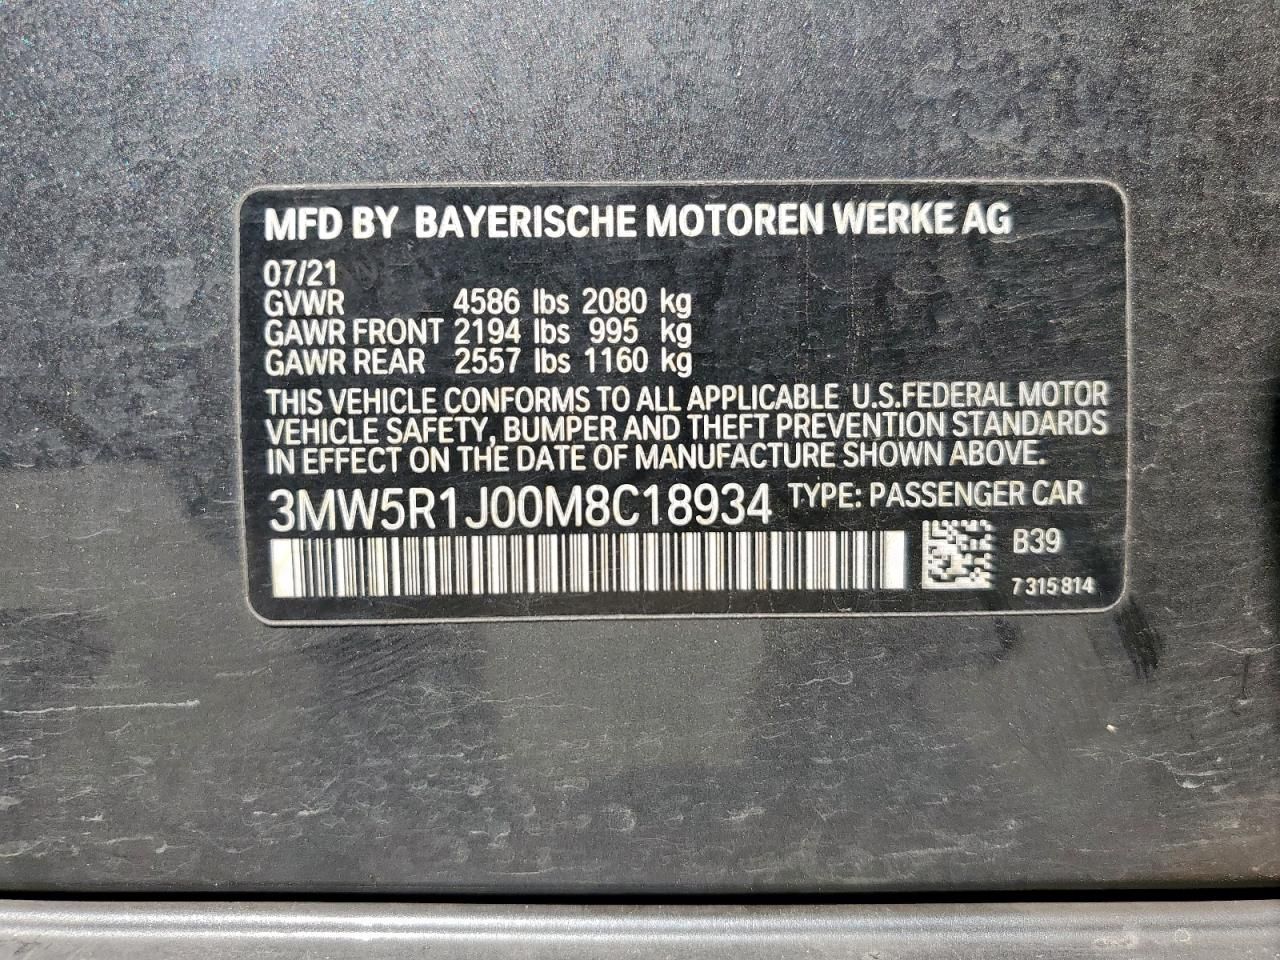 MFD BY BAYERISCHE MOTOREN WERKE AG
07/21
GVWR 4586 lbs 2080 kg
GAWR FRONT 2194 lbs 995 kg
GAWR REAR 2557 lbs 1160 kg
THIS VEHICLE CONFORMS TO ALL APPLICABLE U.S.FEDERAL MOTOR
VEHICLE SAFETY, BUMPER AND THEFT PREVENTION STANDARDS
IN EFFECT ON THE DATE OF MANUFACTURE SHOWN ABOVE.
3MW5R1J00M8C18934 TYPE: PASSENGER CAR
B39
7 315 814